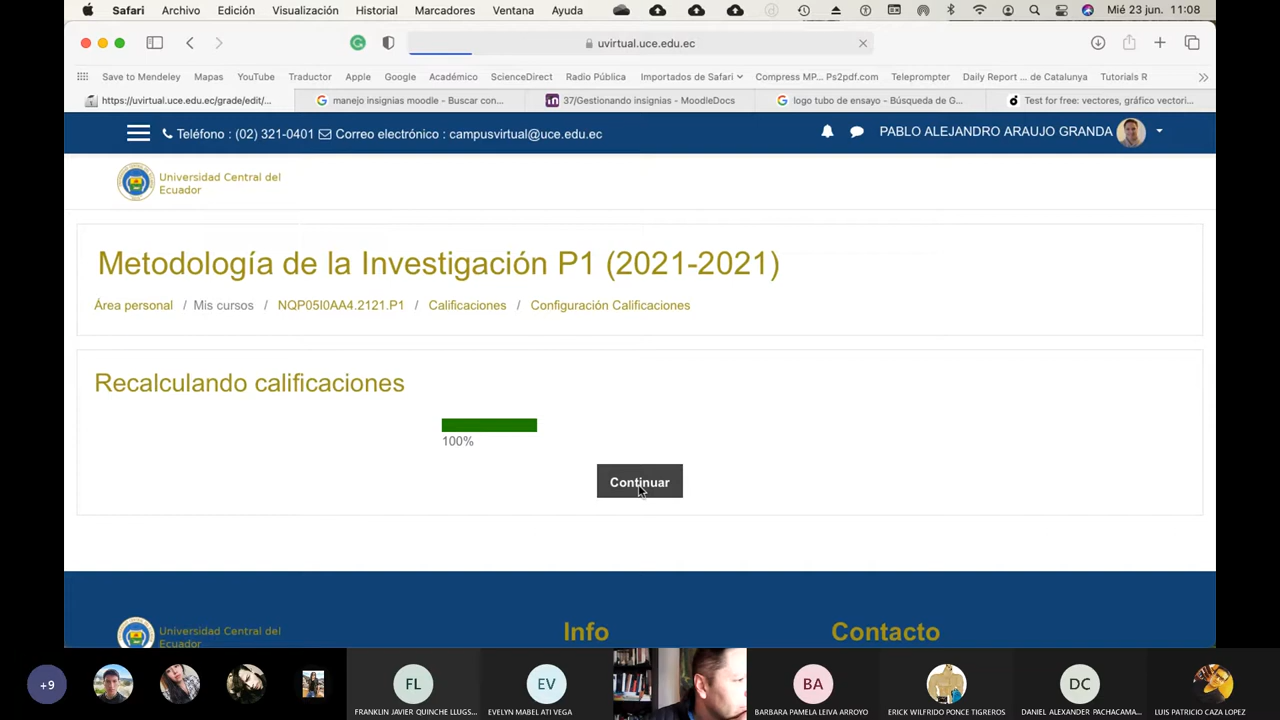 Safari Archivo Edición Visualización Historial Marcadores Ventana Ayuda Mié 23 jun. 11:08
uvirtual.uce.edu.ec
Save to Mendeley Mapas YouTube Traductor Apple Google Académico ScienceDirect Radio Pública Importados de Safari Compress MP... Ps2pdf.com Teleprompter Daily Report ... de Catalunya Tutorials R
https://uvirtual.uce.edu.ec/grade/edit/... manejo insignias moodle - Buscar con... 37/Gestionando insignias - MoodleDocs logo tubo de ensayo - Búsqueda de G... Test for free: vectores, gráfico vectori...
Teléfono : (02) 321-0401 Correo electrónico : campusvirtual@uce.edu.ec PABLO ALEJANDRO ARAUJO GRANDA
Universidad Central del
Ecuador
Metodología de la Investigación P1 (2021-2021)
Área personal / Mis cursos / NQP05I0AA4.2121.P1 / Calificaciones / Configuración Calificaciones
Recalculando calificaciones
100%
Continuar
Universidad Central del
Ecuador
Info
Contacto
+9 FL EV BA DC
FRANKLIN JAVIER QUINCHE LLUGS... EVELYN MABEL ATI VEGA BARBARA PAMELA LEIVA ARROYO ERICK WILFRIDO PONCE TIGREROS DANIEL ALEXANDER PACHACAMA... LUIS PATRICIO CAZA LOPEZ